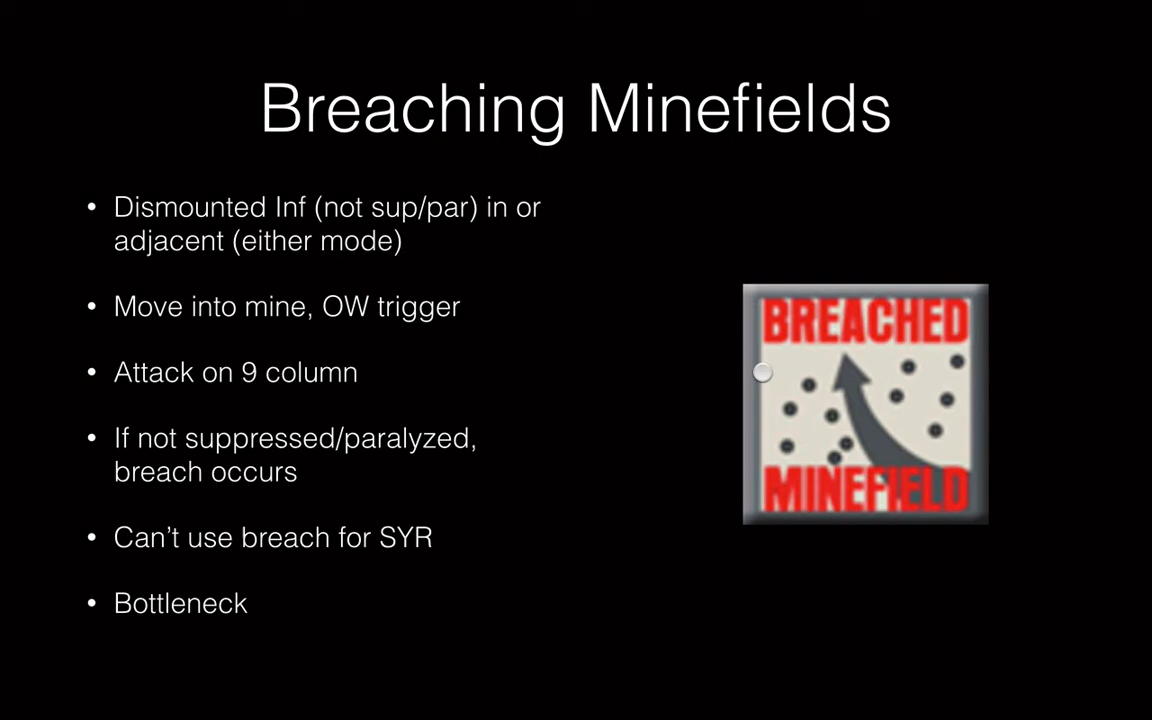 Breaching Minefields
• Dismounted Inf (not sup/par) in or
adjacent (either mode)
• Move into mine, OW trigger
• Attack on 9 column
• If not suppressed/paralyzed,
breach occurs
• Can't use breach for SYR
• Bottleneck
BREACHED
MINEFIELD